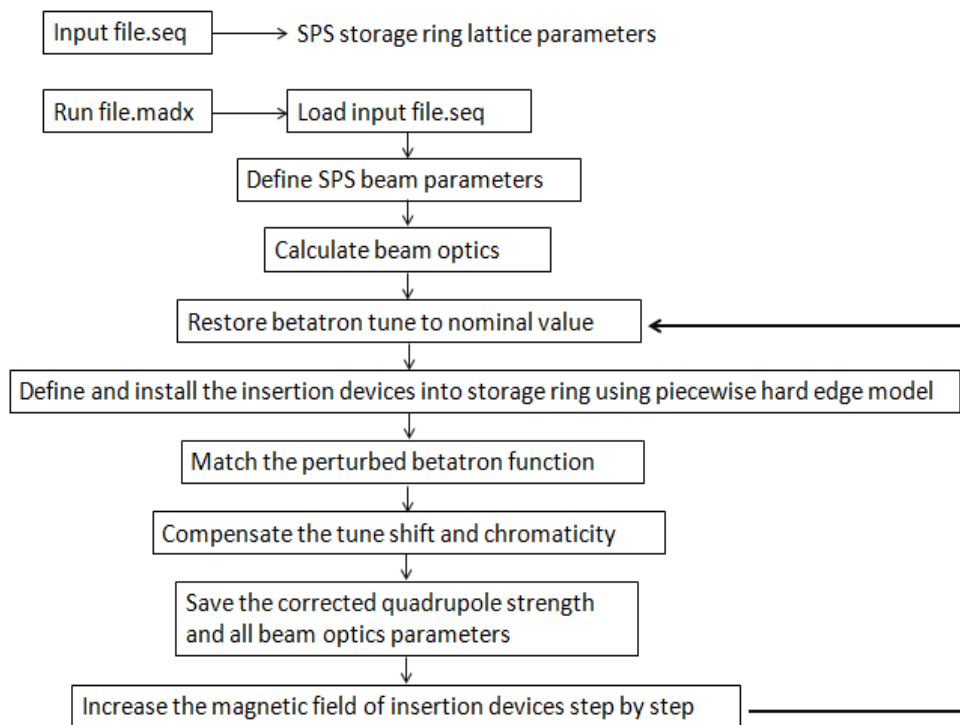 Input file.seq
SPS storage ring lattice parameters
Run file.madx
Load input file.seq
Define SPS beam parameters
Calculate beam optics
Restore betatron tune to nominal value
Define and install the insertion devices into storage ring using piecewise hard edge model
Match the perturbed betatron function
Compensate the tune shift and chromaticity
Save the corrected quadrupole strength
and all beam optics parameters
Increase the magnetic field of insertion devices step by step